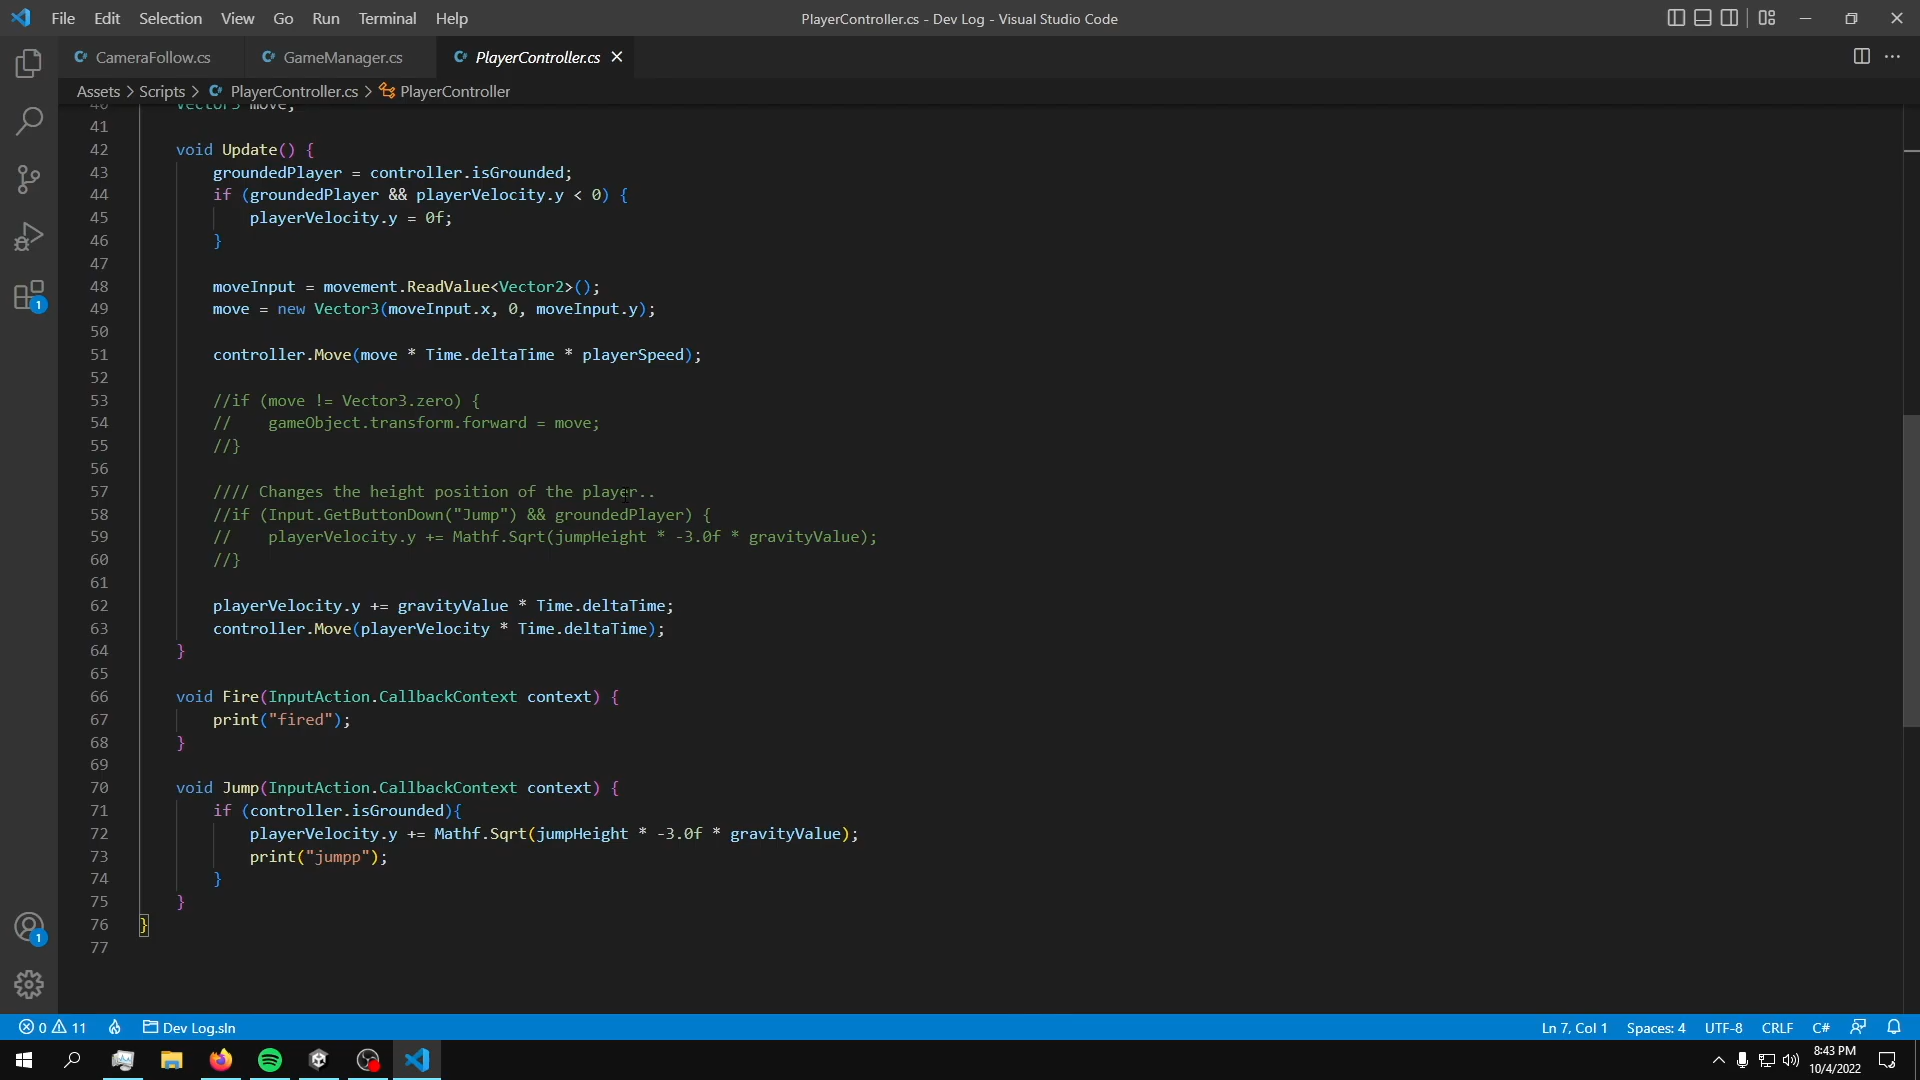 File Edit Selection View Go Run Terminal Help PlayerController.cs - Dev Log - Visual Studio Code
CameraFollow.cs GameManager.cs PlayerController.cs
Assets > Scripts > PlayerController.cs > PlayerController
40 Vector3 move;
41
42 void Update() {
43 groundedPlayer = controller.isGrounded;
44 if (groundedPlayer && playerVelocity.y < 0) {
45 playerVelocity.y = 0f;
46 }
47
48 moveInput = movement.ReadValue<Vector2>();
49 move = new Vector3(moveInput.x, 0, moveInput.y);
50
51 controller.Move(move * Time.deltaTime * playerSpeed);
52
53 //if (move != Vector3.zero) {
54 // gameObject.transform.forward = move;
55 //}
56
57 //// Changes the height position of the player..
58 //if (Input.GetButtonDown("Jump") && groundedPlayer) {
59 // playerVelocity.y += Mathf.Sqrt(jumpHeight * -3.0f * gravityValue);
60 //}
61
62 playerVelocity.y += gravityValue * Time.deltaTime;
63 controller.Move(playerVelocity * Time.deltaTime);
64 }
65
66 void Fire(InputAction.CallbackContext context) {
67 print("fired");
68 }
69
70 void Jump(InputAction.CallbackContext context) {
71 if (controller.isGrounded){
72 playerVelocity.y += Mathf.Sqrt(jumpHeight * -3.0f * gravityValue);
73 print("jumpp");
74 }
75 }
76 }
77
1
1
0 11 Dev Log.sln Ln 7, Col 1 Spaces: 4 UTF-8 CRLF C#
8:43 PM
10/4/2022